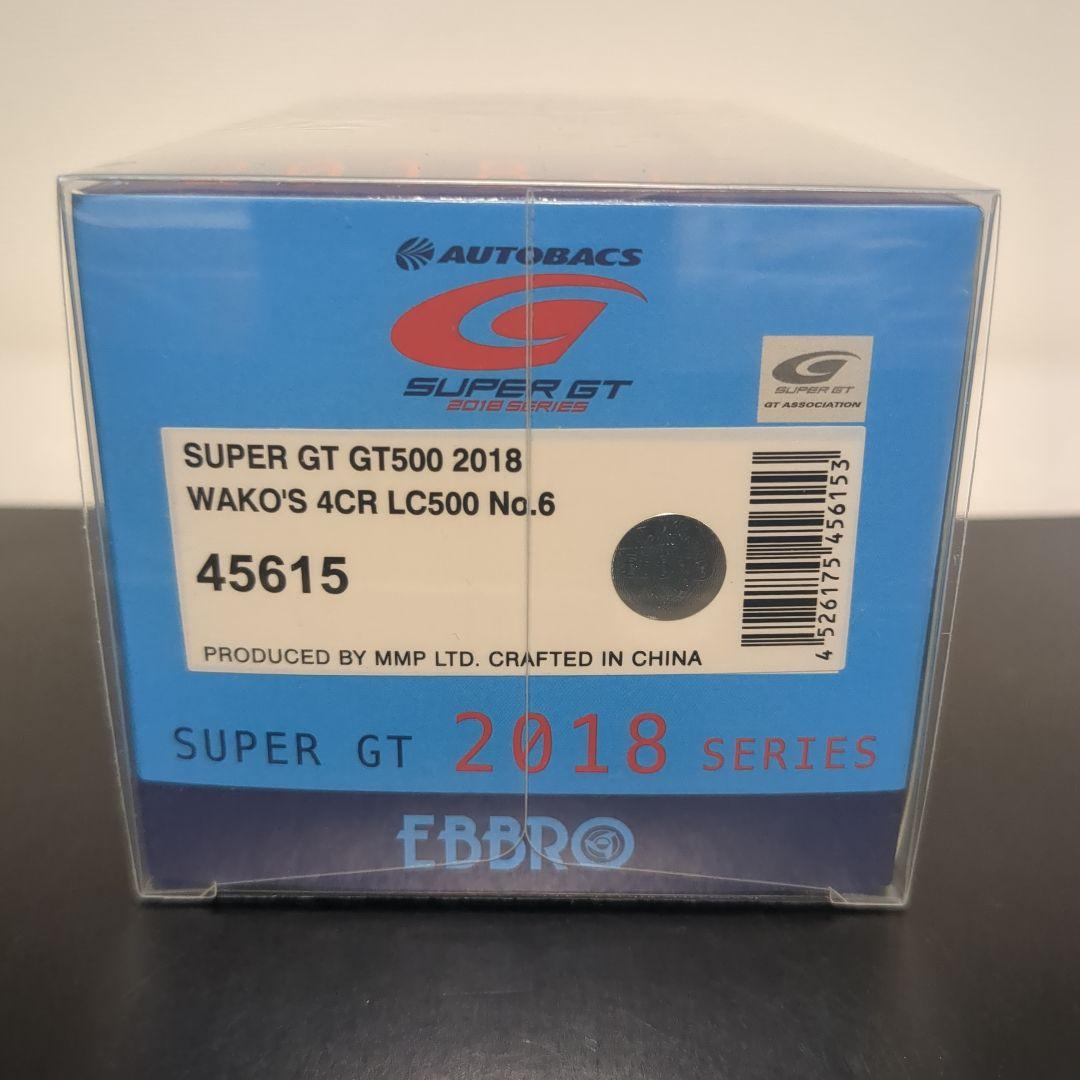 AUTOBACS
SUPER GT
2018 SERIES
SUPER GT
GT ASSOCIATION
SUPER GT GT500 2018
WAKO'S 4CR LC500 No.6
45615
4 526175 456153
PRODUCED BY MMP LTD. CRAFTED IN CHINA
SUPER GT 2018 SERIES
EBBRO